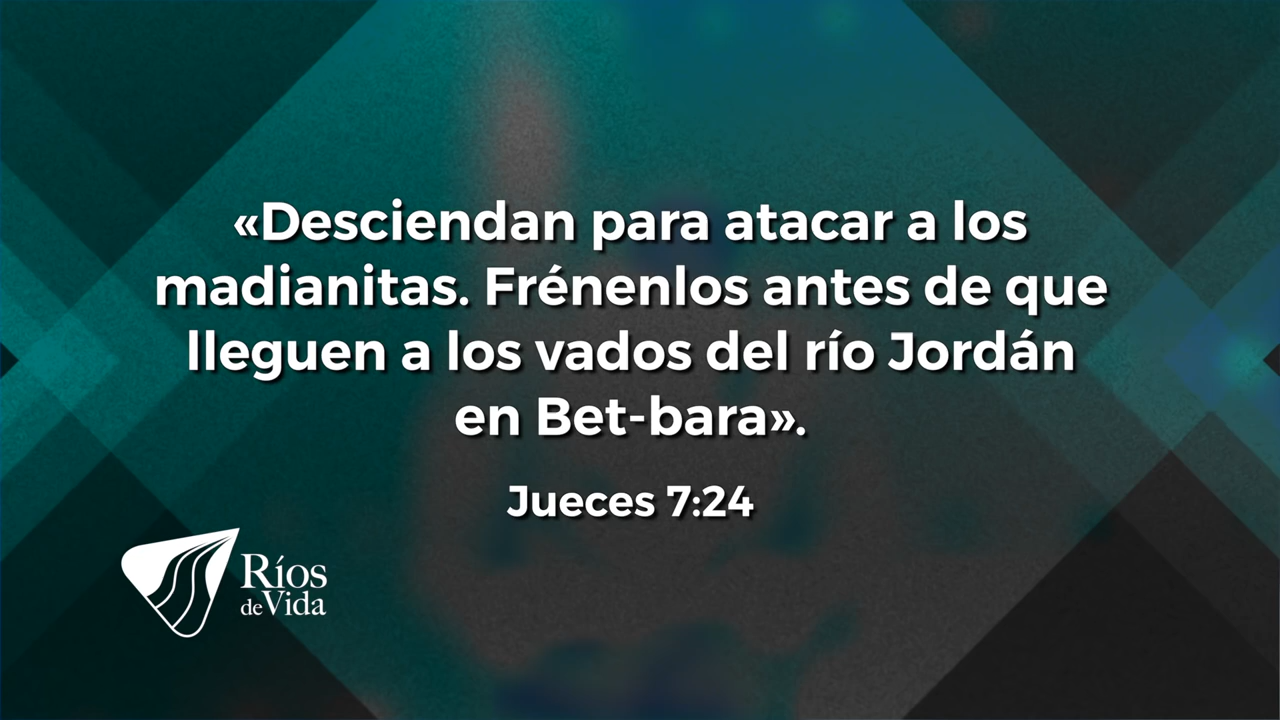 «Desciendan para atacar a los
madianitas. Frénenlos antes de que
lleguen a los vados del río Jordán
en Bet-bara».
Jueces 7:24
Ríos
de Vida